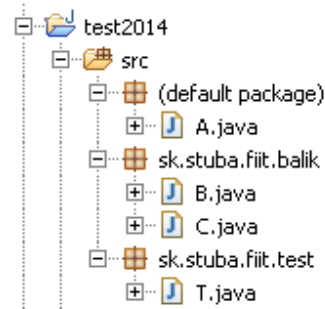 test2014
src
(default package)
A.java
sk.stuba.fiit.balik
B.java
C.java
sk.stuba.fiit.test
T.java